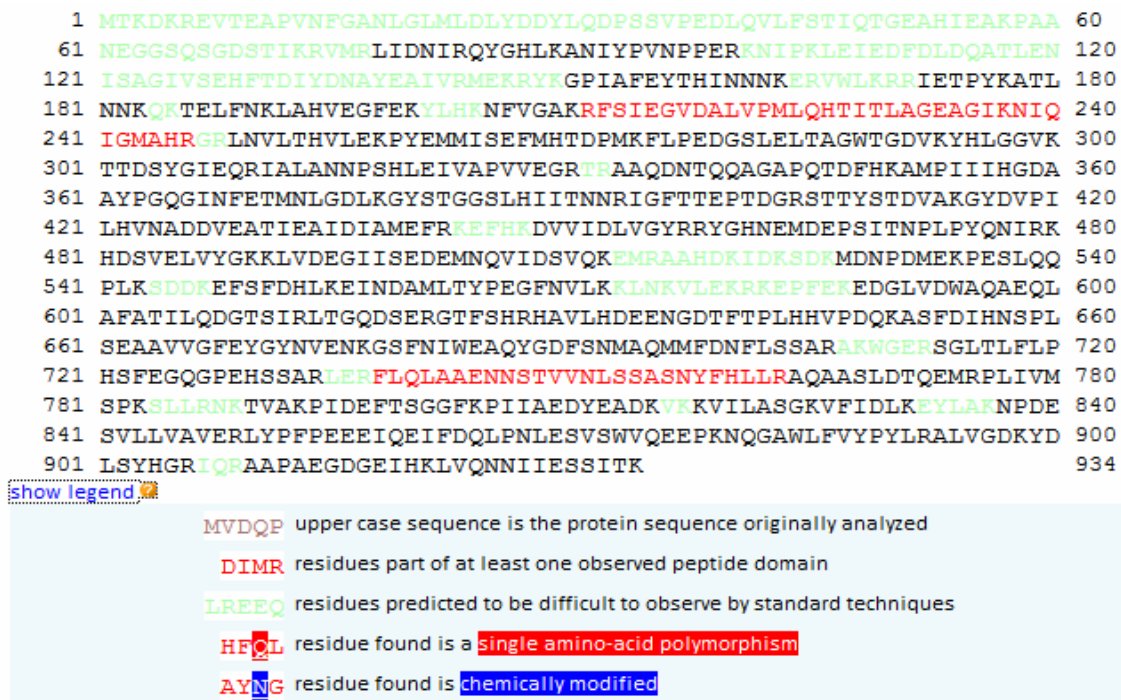 1 MTKDKREVTEAPVNFGANLGLMLDLYDDYLQDPSSVPEDLQVLFSTIQTGEAHIEAKPAA 60
61 NEGGSQSGDSTIKRVMRLIDNIRQYGHLKANIYPVNPPERKNIPKLEIEDFDLDQATLEN 120
121 ISAGIVSEHFTDIYDNAYEAIVRMEKRYKGPIAFEYTHINNNKERVWLKRRIETPYKATL 180
181 NNKQKTELFNKLAHVEGFEKYLHKNFVGAKRFSIEGVDALVPMLQHTITLAGEAGIKNIQ 240
241 IGMAHRGRLNVLTHVLEKPYEMMISEFMHTDPMKFLPEDGSLELTAGWTGDVKYHLGGVK 300
301 TTDSYGIEQRIALANNPSHLEIVAPVVEGRTRAAQDNTQQAGAPQTDFHKAMPIIIHGDA 360
361 AYPGQGINFETMNLGDLKGYSTGGSLHIITNNRIGFTTEPTDGRSTTYSTDVAKGYDVPI 420
421 LHVNADDVEATIEAIDIAMEFRKEFHKDVVIDLVGYRRYGHNEMDEPSITNPLPYQNIRK 480
481 HDSVELVYGKKLVDEGIISEDEMNQVIDSVQKEMRAAHDKIDKSDKMDNPDMEKPESLQQ 540
541 PLKSDDKEFSFDHLKEINDAMLTYPEGFNVLKKLNKVLEKRKEPFEKEDGLVDWAQAEQL 600
601 AFATILQDGTSIRLTGQDSERGTFSHRHAVLHDEENGDTFTPLHHVPDQKASFDIHNSPL 660
661 SEAAVVGFEYGYNVENKGSFNIWEAQYGDFSNMAQMMFDNFLSSARAKWGERSGLTLFLP 720
721 HSFEGQGPEHSSARLERFLQLAAENNSTVVNLSSASNYFHLLRAQAASLDTQEMRPLIVM 780
781 SPKSLLRNKTVAKPIDEFTSGGFKPIIAEDYEADKVKKVILASGKVFIDLKEYLAKNPDE 840
841 SVLLVAVERLYPFPEEEIQEIFDQLPNLESVSWVQEEPKNQGAWLFVYPYLRALVGDKYD 900
901 LSYHGRIQRAAPAEGDGEIHKLVQNNIIESSITK 934
show legend ?
MVDQP upper case sequence is the protein sequence originally analyzed
DIMR residues part of at least one observed peptide domain
LREEQ residues predicted to be difficult to observe by standard techniques
HFQL residue found is a single amino-acid polymorphism
AYNG residue found is chemically modified